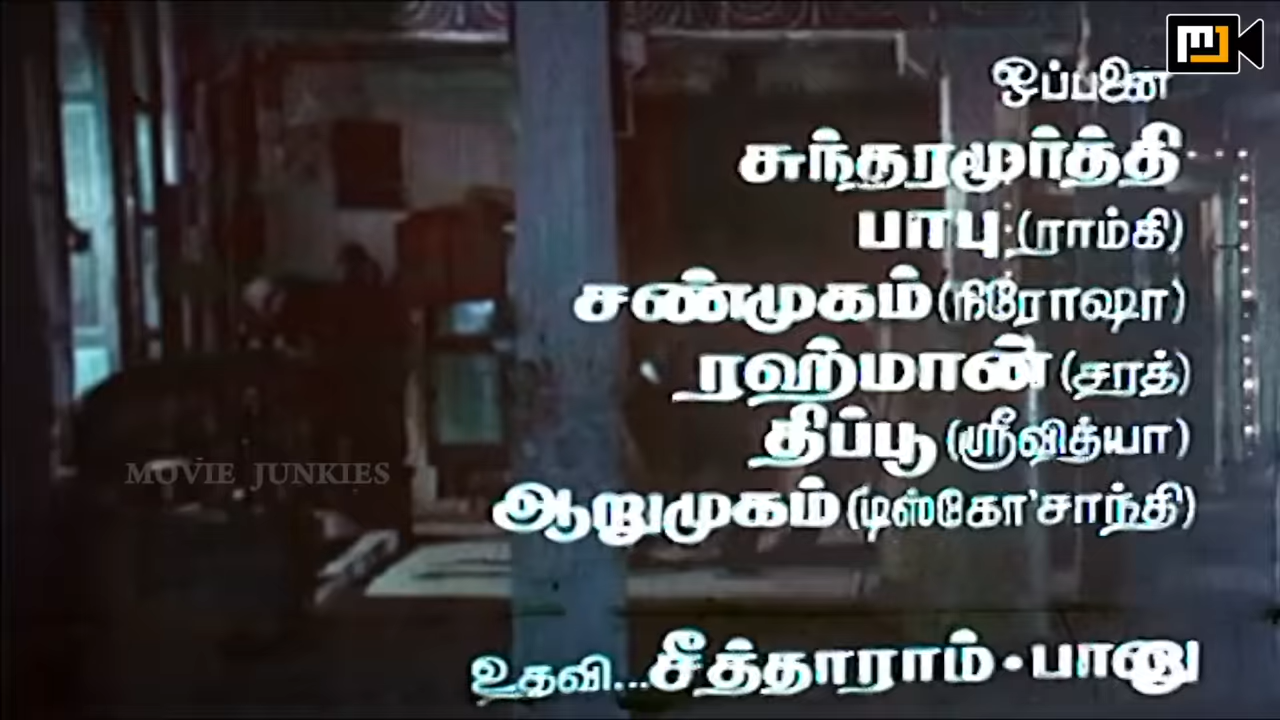 ஒப்பனை
சுந்தரமூர்த்தி
பாபு (ராம்கி)
சண்முகம் (நிரோஷா)
ரஹ்மான் (சரத்)
திப்பூ (ஸ்ரீவித்யா)
ஆறுமுகம் (டிஸ்கோ சாந்தி)
MOVIE JUNKIES
உதவி... சீத்தாராம் • பானு